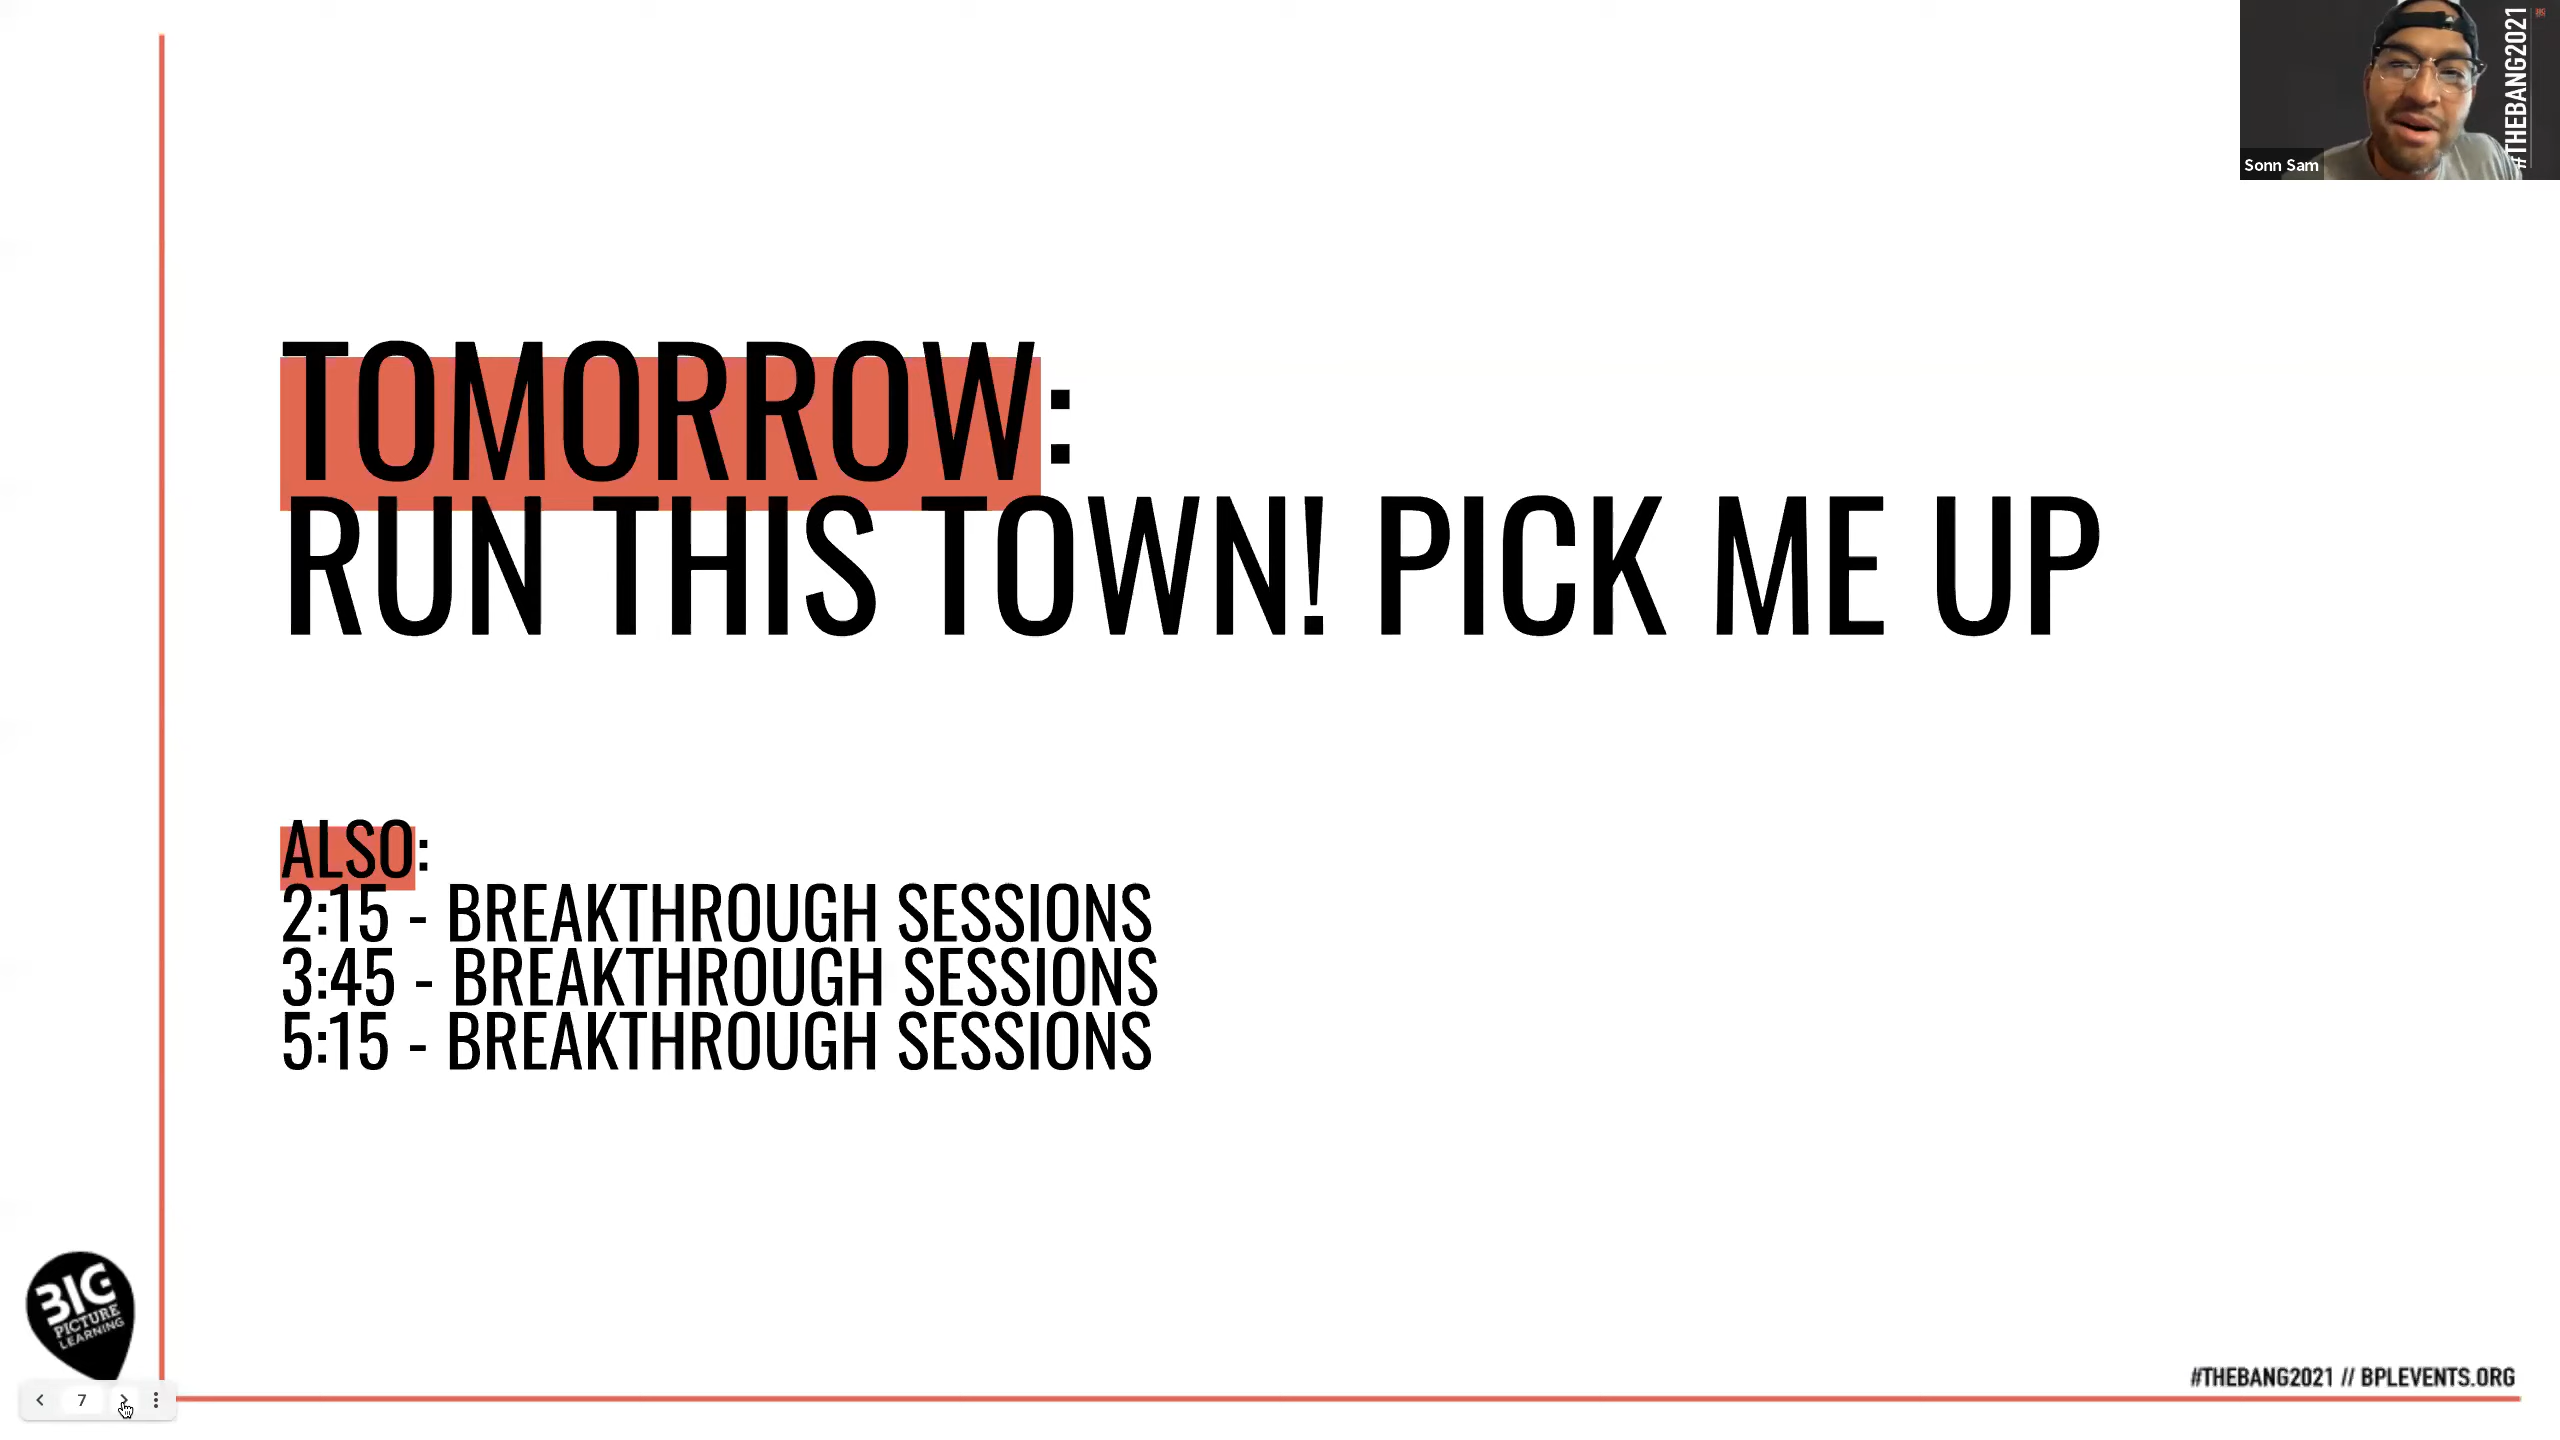 #THEBANG2021
Sonn Sam
TOMORROW:
RUN THIS TOWN! PICK ME UP
ALSO:
2:15 - BREAKTHROUGH SESSIONS
3:45 - BREAKTHROUGH SESSIONS
5:15 - BREAKTHROUGH SESSIONS
BIG
PICTURE
LEARNING
#THEBANG2021 // BPLEVENTS.ORG
7